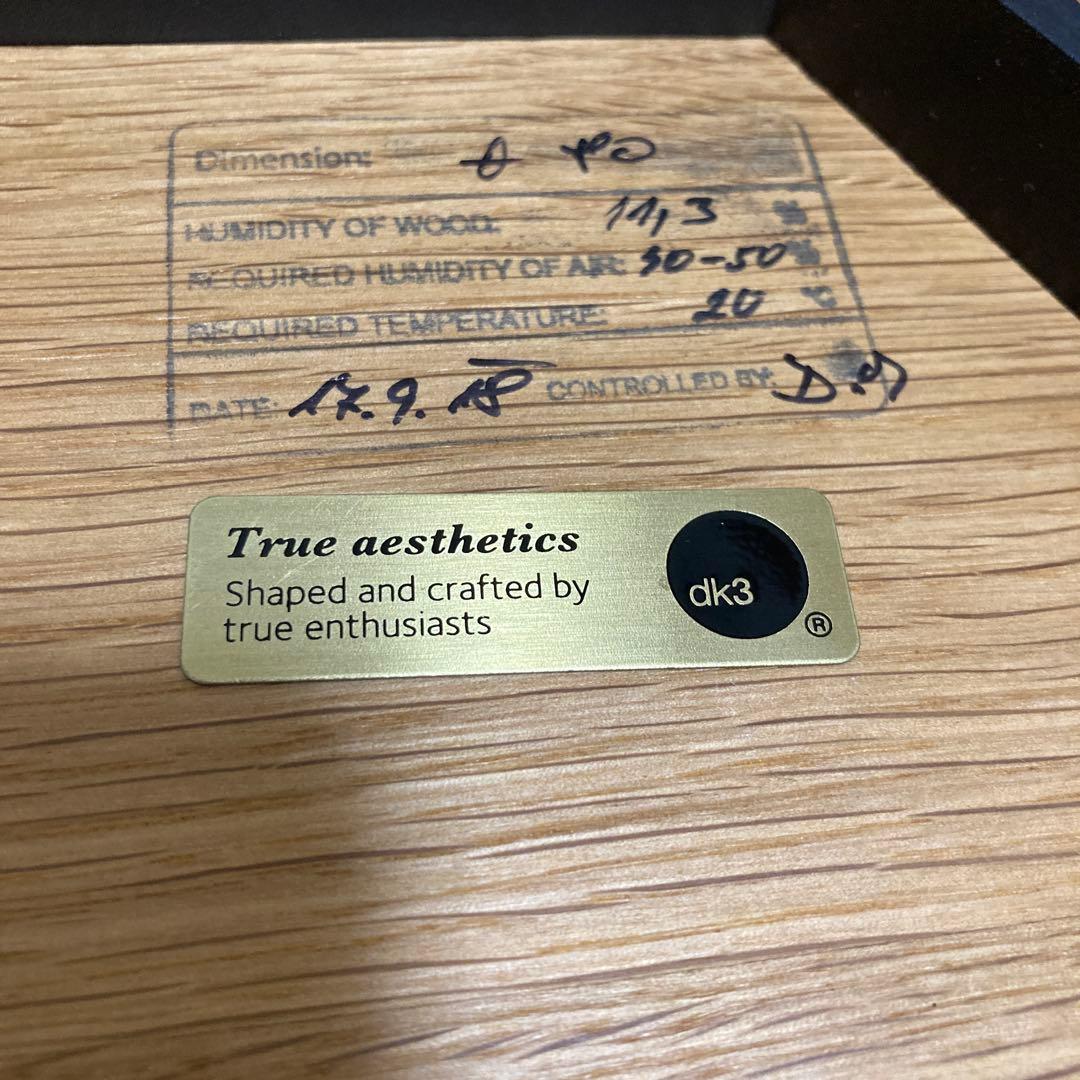 Dimension:
HUMIDITY OF WOOD: 11,3 %
REQUIRED HUMIDITY OF AIR: -50 %
REQUIRED TEMPERATURE: 20 °C
DATE: 17.9.18 CONTROLLED BY:
True aesthetics
Shaped and crafted by
true enthusiasts
dk3
®